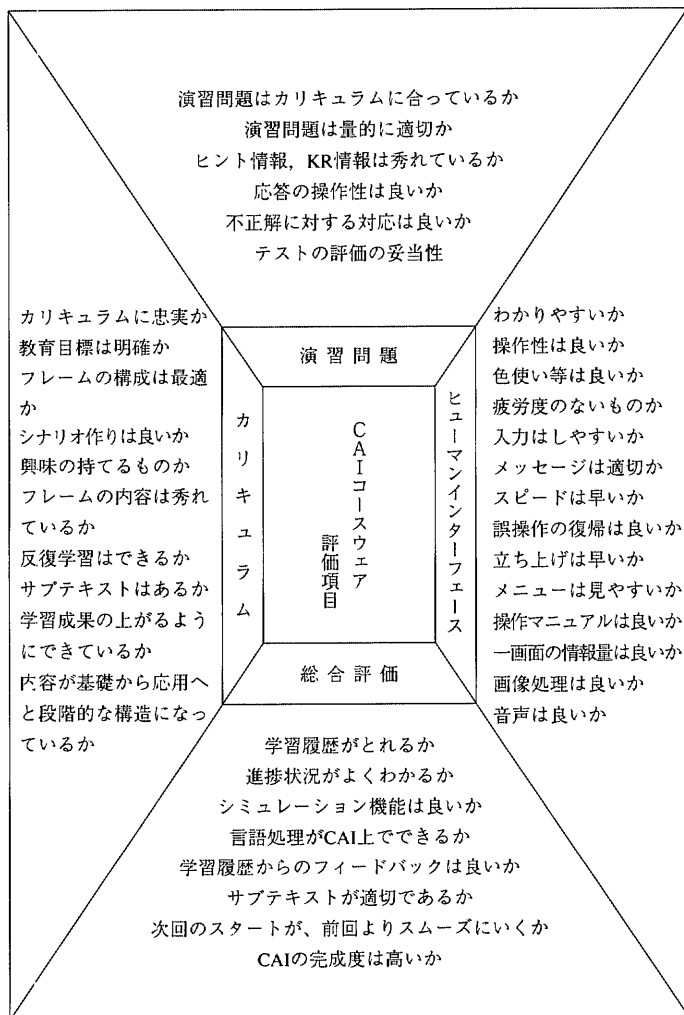 演習問題はカリキュラムに合っているか
演習問題は量的に適切か
ヒント情報，KR情報は秀れているか
応答の操作性は良いか
不正解に対する対応は良いか
テストの評価の妥当性
カリキュラムに忠実か
教育目標は明確か
フレームの構成は最適
か
シナリオ作りは良いか
興味の持てるものか
フレームの内容は秀れ
ているか
反復学習はできるか
サブテキストはあるか
学習成果の上がるよう
にできているか
内容が基礎から応用へ
と段階的な構造になっ
ているか
演習問題
カリキュラム
CAIコースウェア
評価項目
ヒューマンインターフェース
総合評価
わかりやすいか
操作性は良いか
色使い等は良いか
疲労度のないものか
入力はしやすいか
メッセージは適切か
スピードは早いか
誤操作の復帰は良いか
立ち上げは早いか
メニューは見やすいか
操作マニュアルは良いか
一画面の情報量は良いか
画像処理は良いか
音声は良いか
学習履歴がとれるか
進捗状況がよくわかるか
シミュレーション機能は良いか
言語処理がCAI上でできるか
学習履歴からのフィードバックは良いか
サブテキストが適切であるか
次回のスタートが、前回よりスムーズにいくか
CAIの完成度は高いか